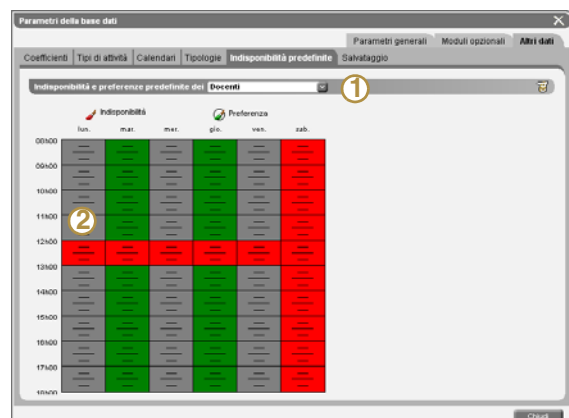 Parametri della base dati
Parametri generali Moduli opzionali Altri dati
Coefficienti Tipi di attività Calendari Tipologie Indisponibilità predefinite Salvataggio
Indisponibilità e preferenze predefinite dei Docenti 1
Indisponibilità Preferenza
lun. mar. mer. gio. ven. sab.
08h00
09h00
10h00
11h00
2
12h00
13h00
14h00
15h00
16h00
17h00
18h00
Chiudi